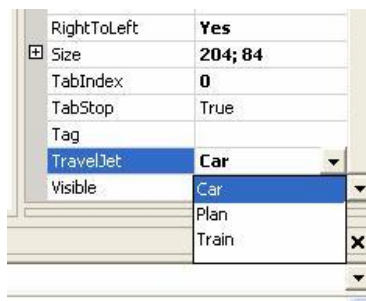 RightToLeft Yes
Size 204; 84
TabIndex 0
TabStop True
Tag
TravelJet Car
Visible
Car
Plan
Train